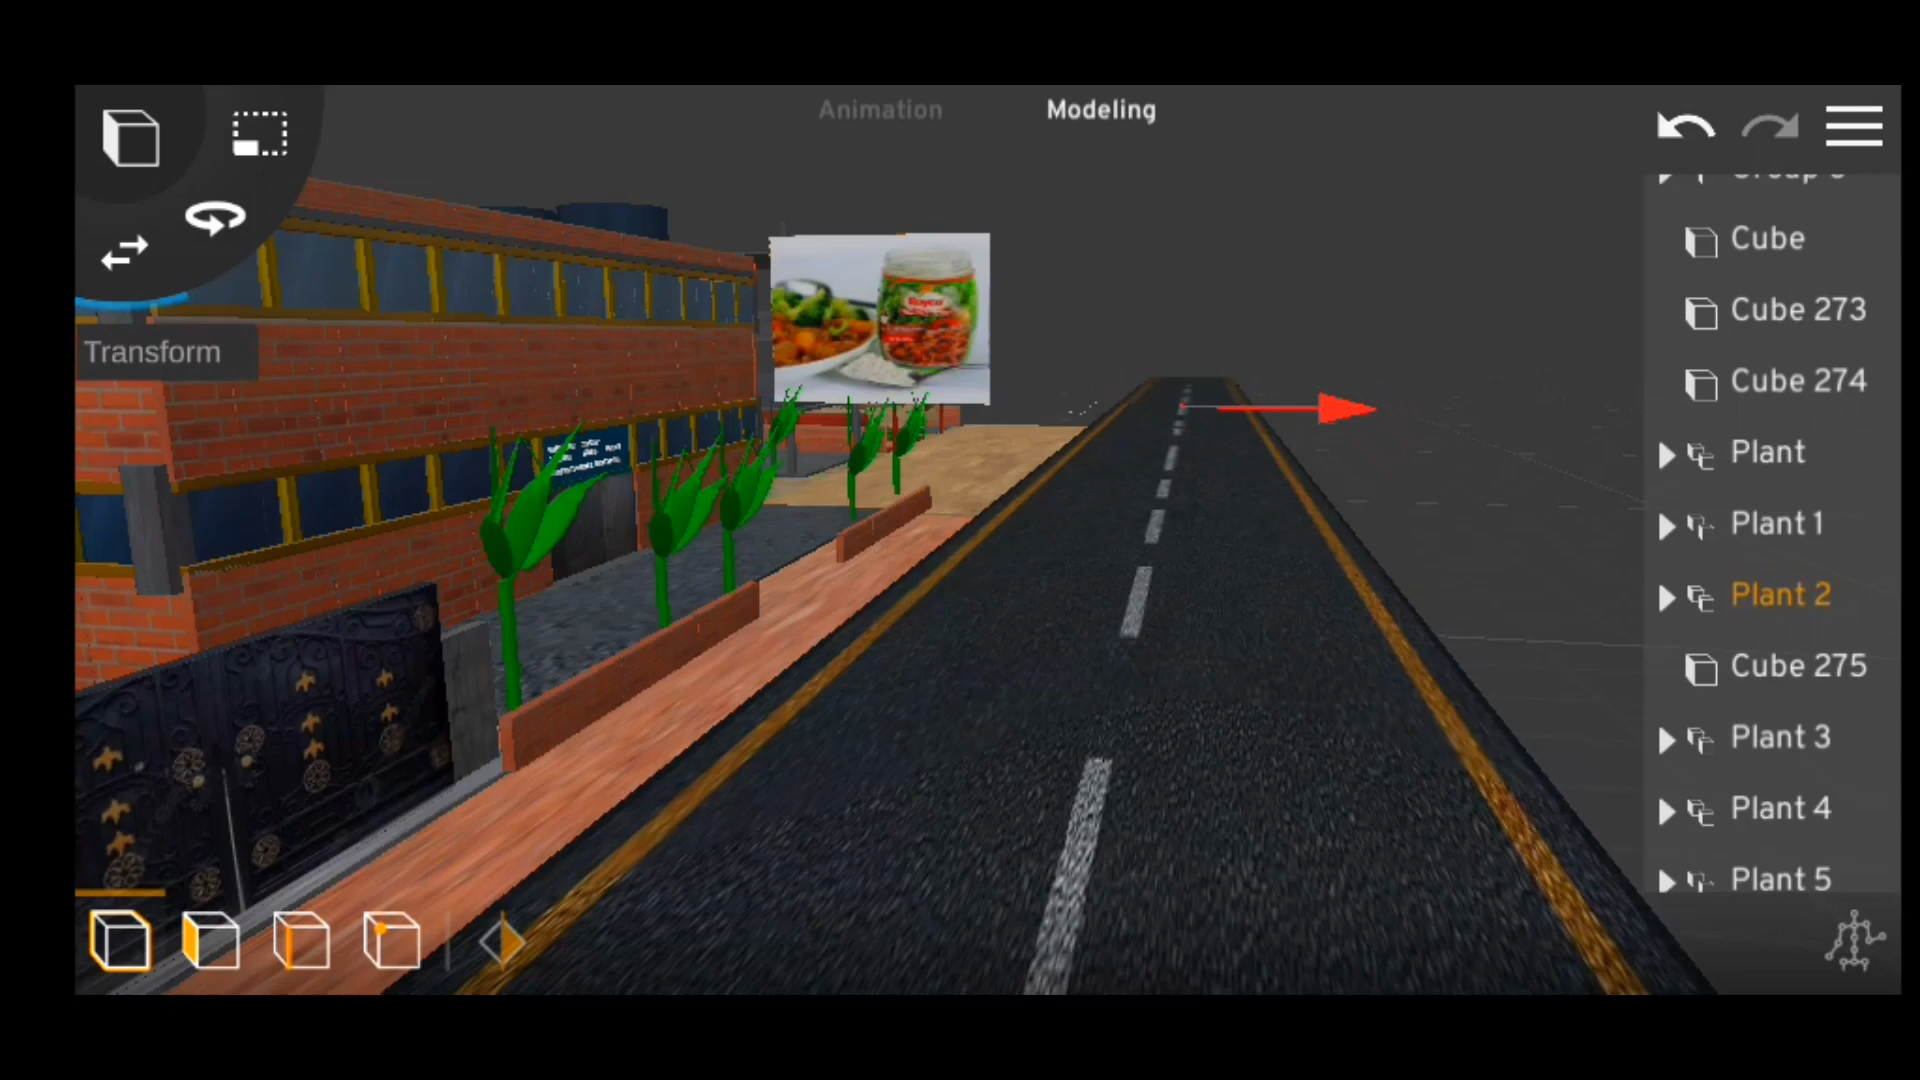 Animation
Modeling
Cube
Cube 273
Transform
Cube 274
Plant
Plant 1
Plant 2
Cube 275
Plant 3
Plant 4
Plant 5